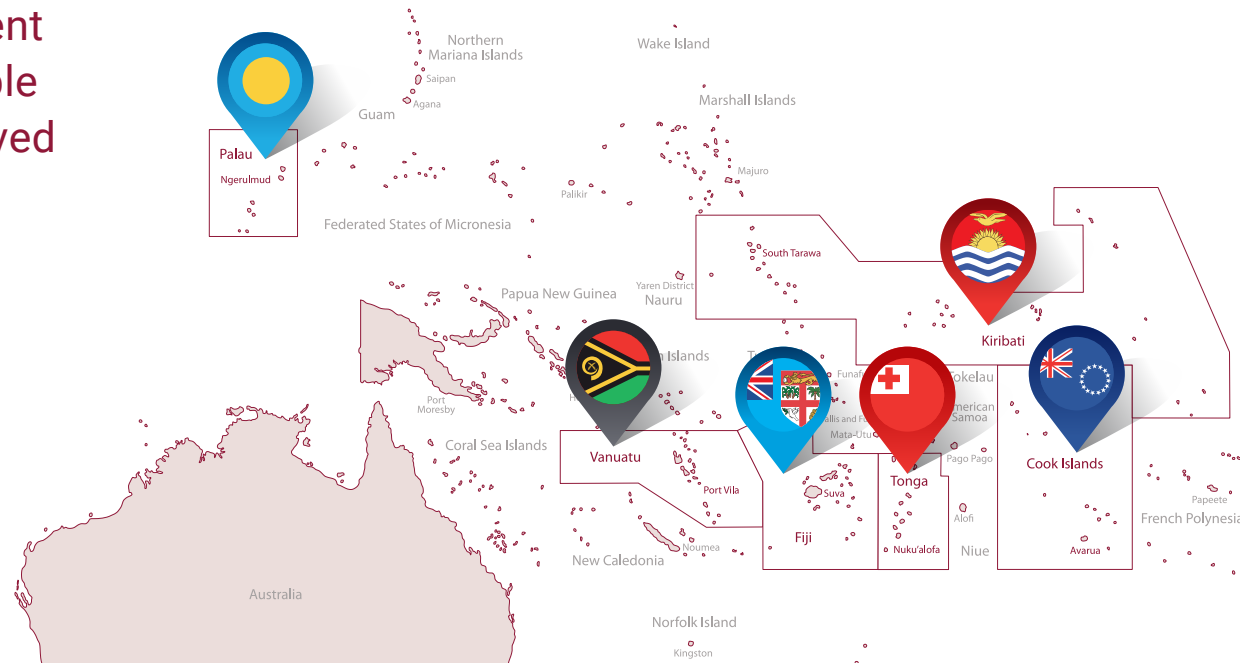 ent
ple
ved
Northern
Mariana Islands
Saipan
Agana
Guam
Wake Island
Marshall Islands
Majuro
Palau
Ngerulmud
Palikir
Federated States of Micronesia
South Tarawa
Yaren District
Nauru
Papua New Guinea
Kiribati
Islands
Funafu
Tokelau
Port
Moresby
American
Samoa
Mata-Utu
Pago Pago
Coral Sea Islands
Vanuatu
Port Vila
Suva
Fiji
Tonga
Nuku'alofa
Alofi
Niue
Cook Islands
Avarua
Papeete
French Polynesia
New Caledonia
Noumea
Australia
Norfolk Island
Kingston